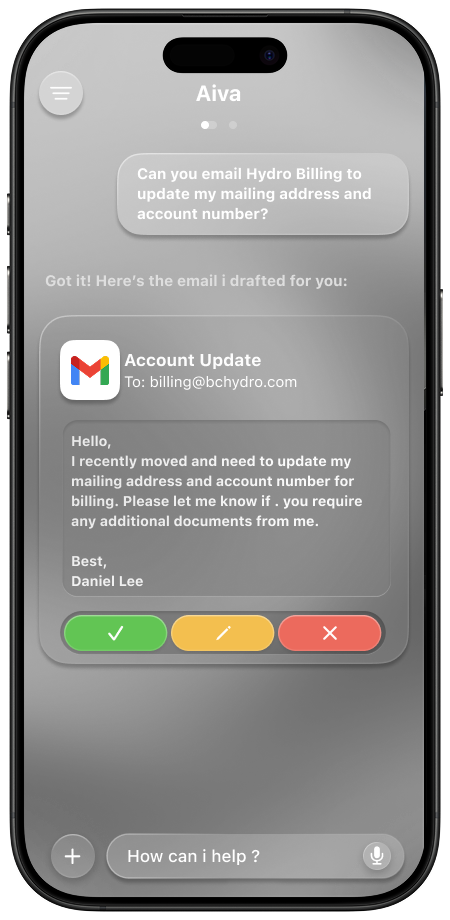 Aiva
Can you email Hydro Billing to
update my mailing address and
account number?
Got it! Here's the email i drafted for you:
Account Update
To: billing@bchydro.com
Hello,
I recently moved and need to update my
mailing address and account number for
billing. Please let me know if . you require
any additional documents from me.
Best,
Daniel Lee
How can i help ?